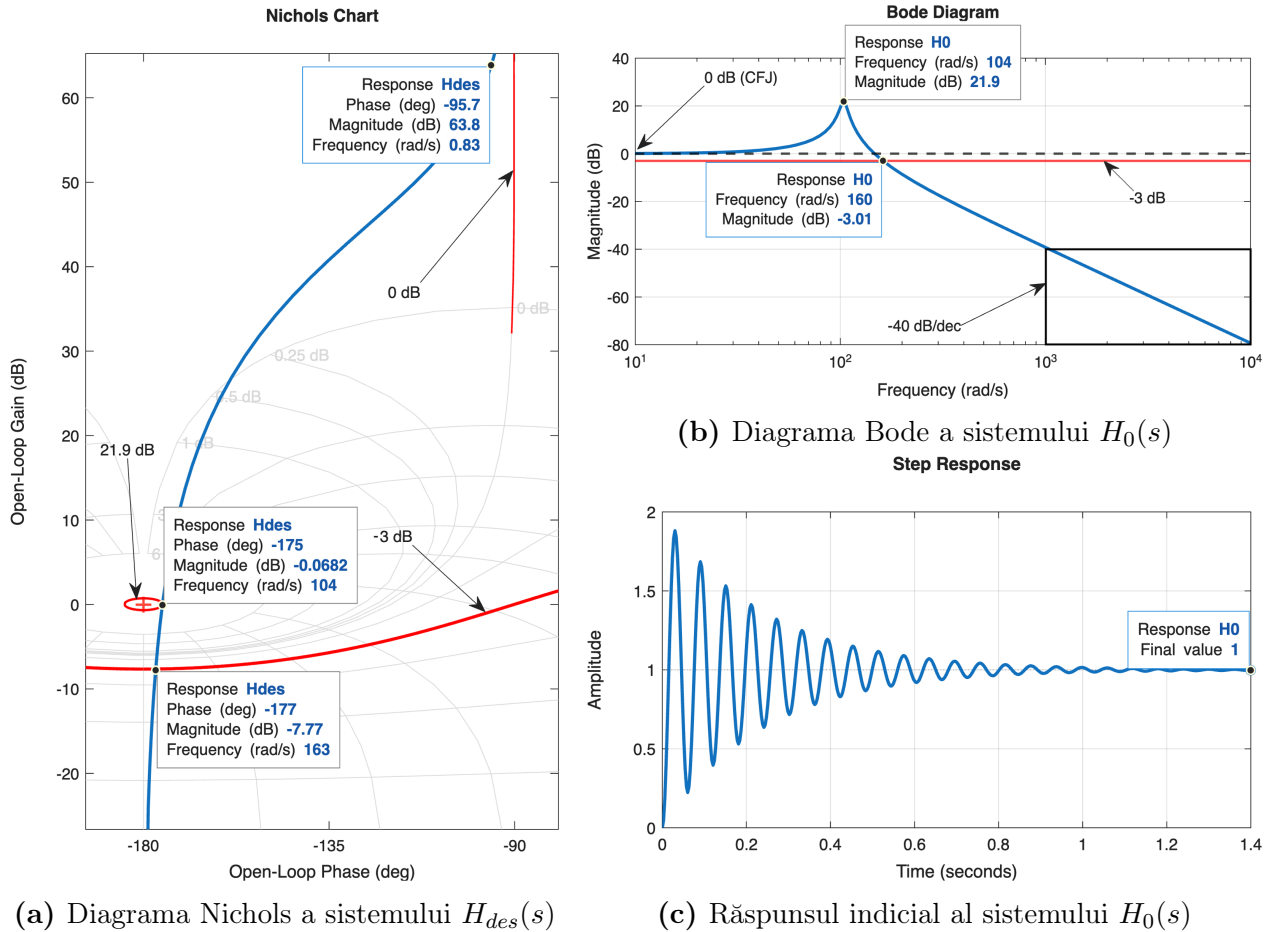 Nichols Chart
Response Hdes
Phase (deg) -95.7
Magnitude (dB) 63.8
Frequency (rad/s) 0.83
0 dB
0 dB
0.25 dB
0.5 dB
1 dB
21.9 dB
3
6
Response Hdes
Phase (deg) -175
Magnitude (dB) -0.0682
Frequency (rad/s) 104
-3 dB
Response Hdes
Phase (deg) -177
Magnitude (dB) -7.77
Frequency (rad/s) 163
60
50
40
30
20
10
0
-10
-20
Open-Loop Gain (dB)
-180 -135 -90
Open-Loop Phase (deg)
(a) Diagrama Nichols a sistemului H_des(s)
Bode Diagram
Response H0
Frequency (rad/s) 104
Magnitude (dB) 21.9
0 dB (CFJ)
Response H0
Frequency (rad/s) 160
Magnitude (dB) -3.01
-3 dB
-40 dB/dec
40
20
0
-20
-40
-60
-80
Magnitude (dB)
10¹ 10² 10³ 10⁴
Frequency (rad/s)
(b) Diagrama Bode a sistemului H₀(s)
Step Response
Response H0
Final value 1
2
1.5
1
0.5
0
Amplitude
0 0.2 0.4 0.6 0.8 1 1.2 1.4
Time (seconds)
(c) Răspunsul indicial al sistemului H₀(s)